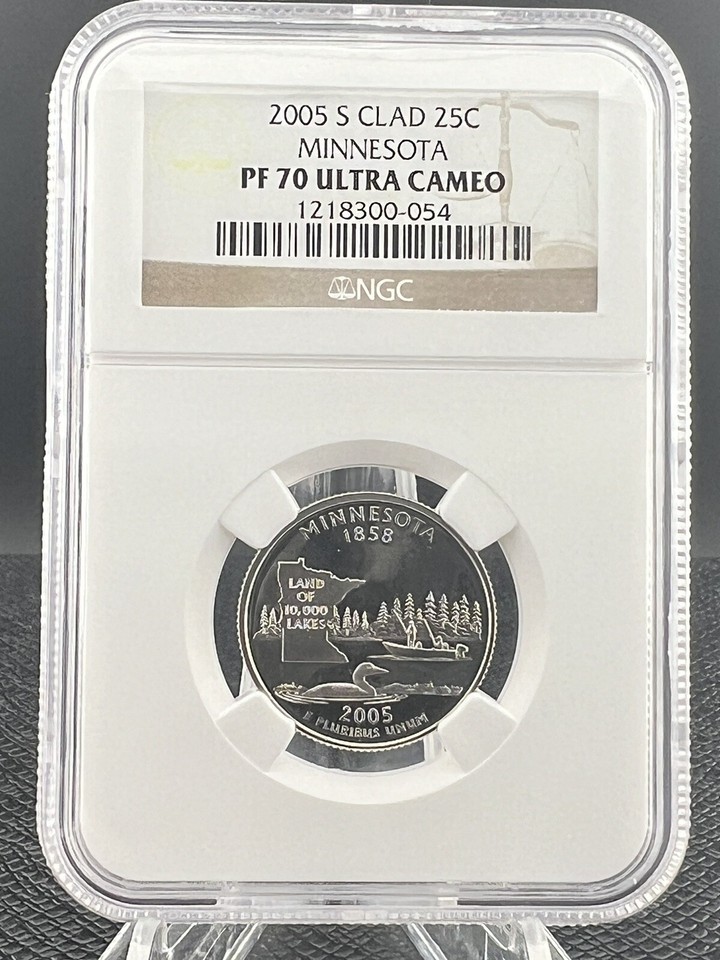 2005 S CLAD 25C
MINNESOTA
PF 70 ULTRA CAMEO
1218300-054
NGC
MINNESOTA
1858
LAND
OF
10,000
LAKES
2005
E PLURIBUS UNUM